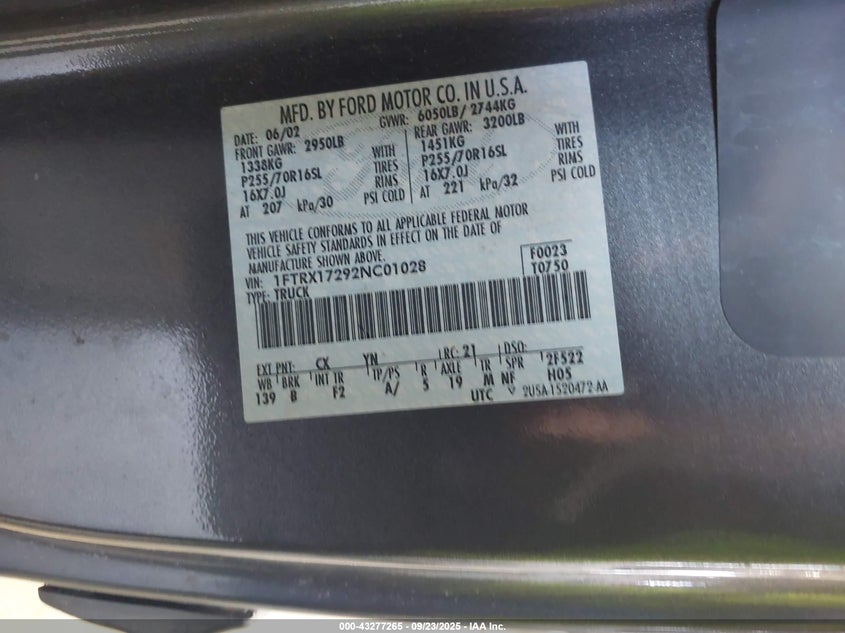 MFD. BY FORD MOTOR CO. IN U.S.A.
DATE: 06/02 GVWR: 6050LB/ 2744KG
FRONT GAWR: 2950LB REAR GAWR: 3200LB
1338KG WITH 1451KG WITH
P255/70R16SL TIRES P255/70R16SL TIRES
16X7.0J RIMS 16X7.0J RIMS
AT 207 kPa/30 PSI COLD AT 221 kPa/32 PSI COLD
THIS VEHICLE CONFORMS TO ALL APPLICABLE FEDERAL MOTOR
VEHICLE SAFETY STANDARDS IN EFFECT ON THE DATE OF
MANUFACTURE SHOWN ABOVE.
VIN: 1FTRX17292NC01028 F0023
TYPE: TRUCK T0750
EXT PNT: CX YN RC: 21 DSO:
WB BRK INT TR TP/PS R AXLE TR SPR 2F522
139 B F2 A/ 5 19 M NF H05
UTC 2U5A-1520472-AA
000-43277265 - 09/23/2025 - IAA Inc.